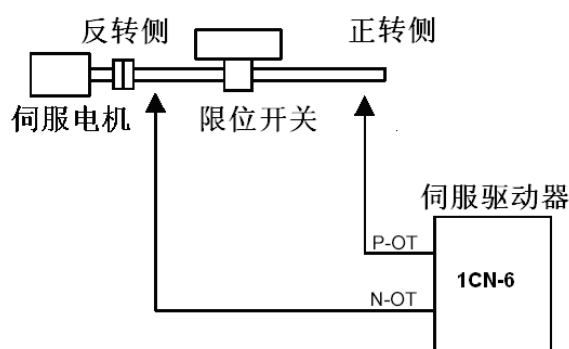 反转侧
正转侧
伺服电机
限位开关
伺服驱动器
P-OT
1CN-6
N-OT